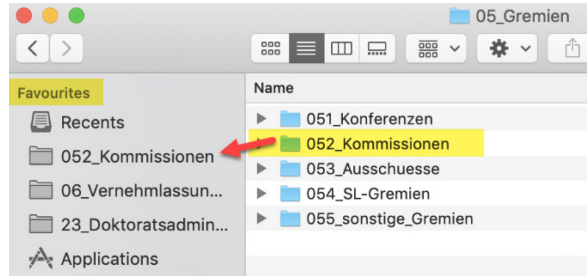 05_Gremien
Favourites
Recents
052_Kommissionen
06_Vernehmlassun...
23_Doktoratsadmin...
Applications
Name
051_Konferenzen
052_Kommissionen
053_Ausschuesse
054_SL-Gremien
055_sonstige_Gremien